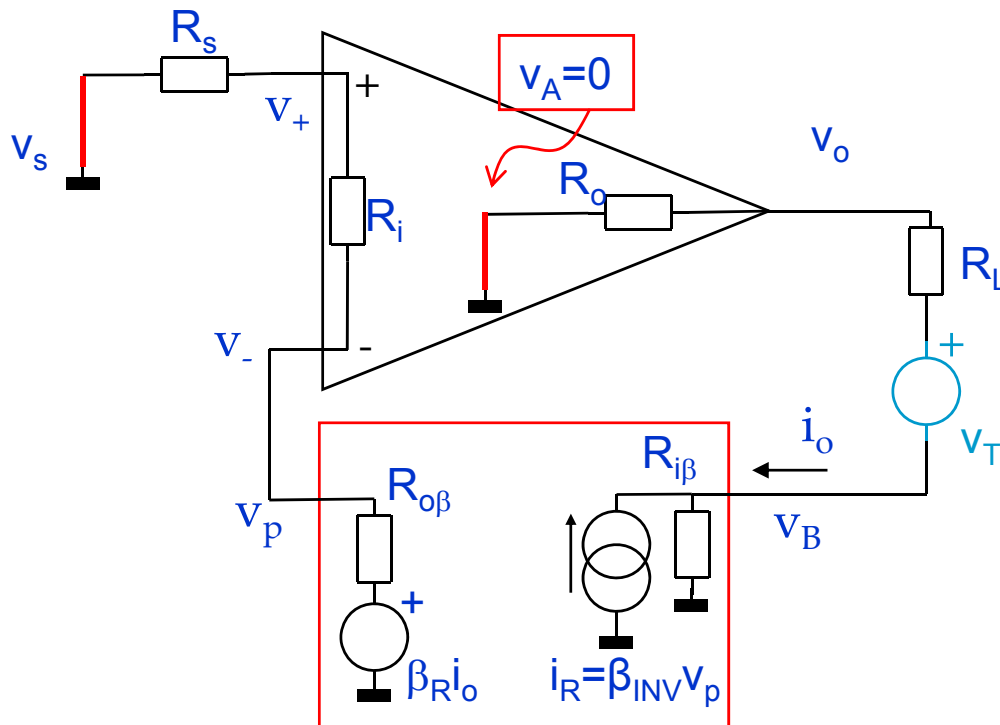 Rs
vA=0
v+
+
vo
vs
Ro
Ri
RL
v-
-
+
io
vT
Riβ
Roβ
vp
vB
+
βRio
iR=βINVvp